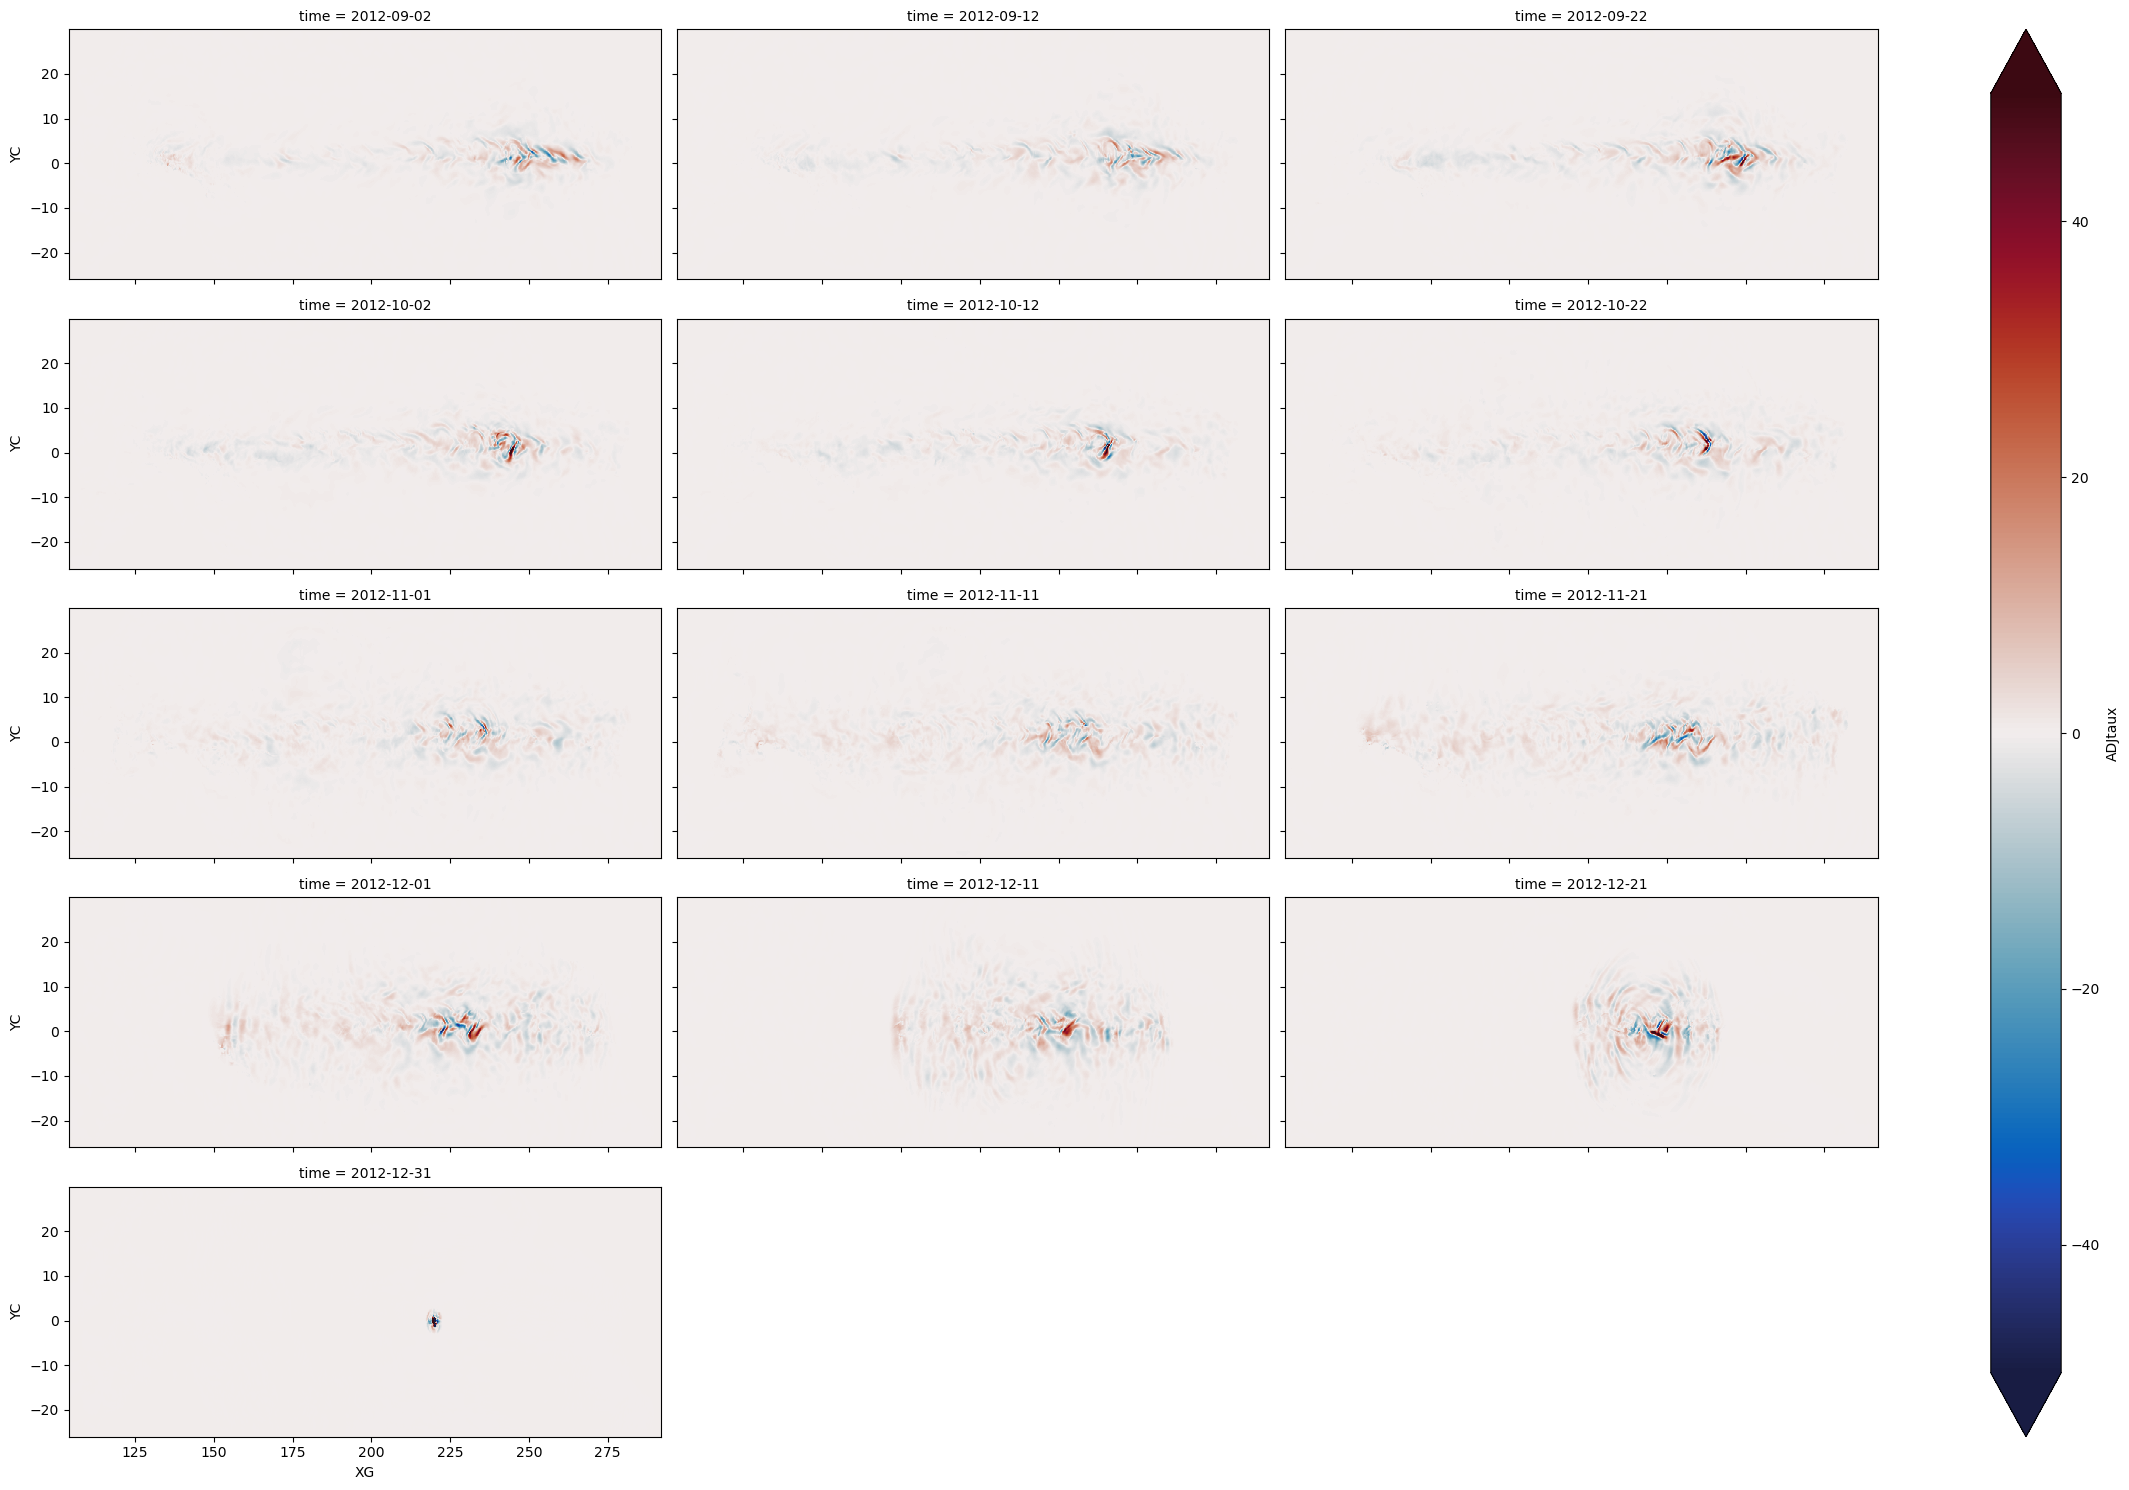 time = 2012-09-02
time = 2012-09-12
time = 2012-09-22
20
10
0
−10
−20
YC
time = 2012-10-02
time = 2012-10-12
time = 2012-10-22
20
10
0
−10
−20
YC
time = 2012-11-01
time = 2012-11-11
time = 2012-11-21
20
10
0
−10
−20
YC
time = 2012-12-01
time = 2012-12-11
time = 2012-12-21
20
10
0
−10
−20
YC
time = 2012-12-31
20
10
0
−10
−20
YC
125 150 175 200 225 250 275
XG
40
20
0
−20
−40
ADJtaux